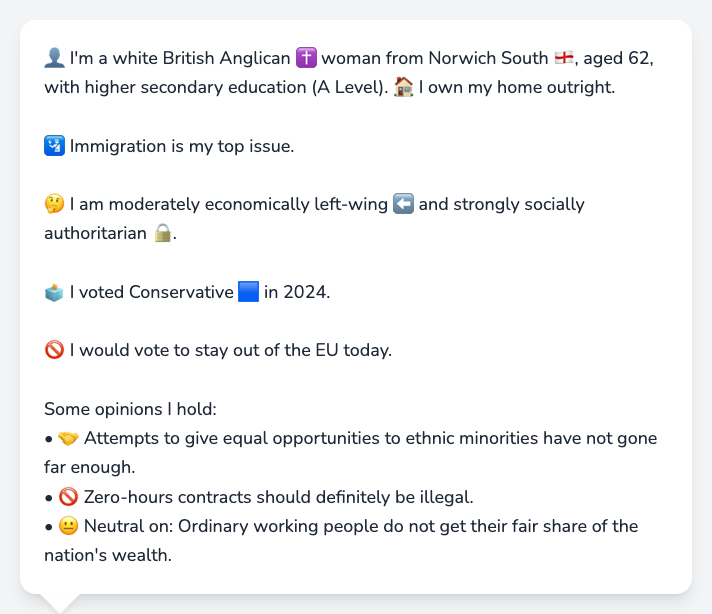 👤 I'm a white British Anglican ✝️ woman from Norwich South 🏴󠁧󠁢󠁥󠁮󠁧󠁿, aged 62,
with higher secondary education (A Level). 🏠 I own my home outright.
🛂 Immigration is my top issue.
🤔 I am moderately economically left-wing ⬅️ and strongly socially
authoritarian 🔒.
🗳️ I voted Conservative 🟦 in 2024.
🚫 I would vote to stay out of the EU today.
Some opinions I hold:
• 🤝 Attempts to give equal opportunities to ethnic minorities have not gone
far enough.
• 🚫 Zero-hours contracts should definitely be illegal.
• 😐 Neutral on: Ordinary working people do not get their fair share of the
nation's wealth.